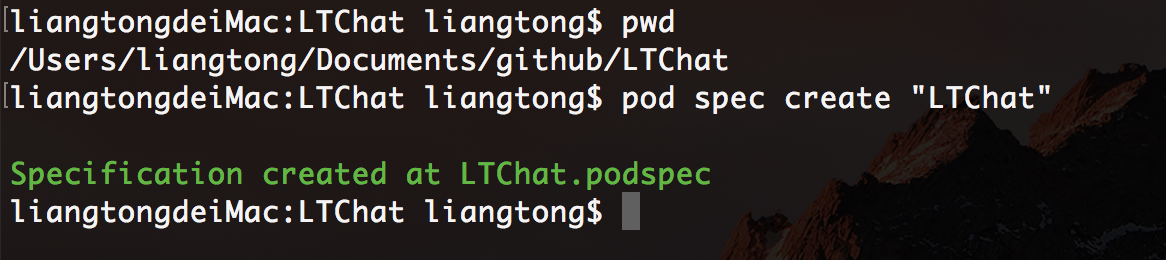 liangtongdeiMac:LTChat liangtong$ pwd
/Users/liangtong/Documents/github/LTChat
liangtongdeiMac:LTChat liangtong$ pod spec create "LTChat"
Specification created at LTChat.podspec
liangtongdeiMac:LTChat liangtong$